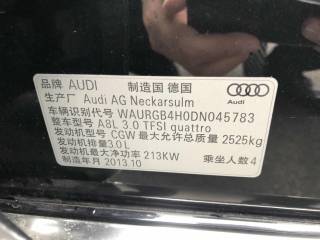 品牌 AUDI 制造国 德国
生产厂 Audi AG Neckarsulm
Audi
车辆识别代号 WAURGB4H0DN045783
整车型号 A8L 3.0 TFSI quattro
发动机型号 CGW 最大允许总质量 2525kg
发动机排量3.0L
发动机最大净功率 213KW 乘坐人数4
制造年月 2013.10